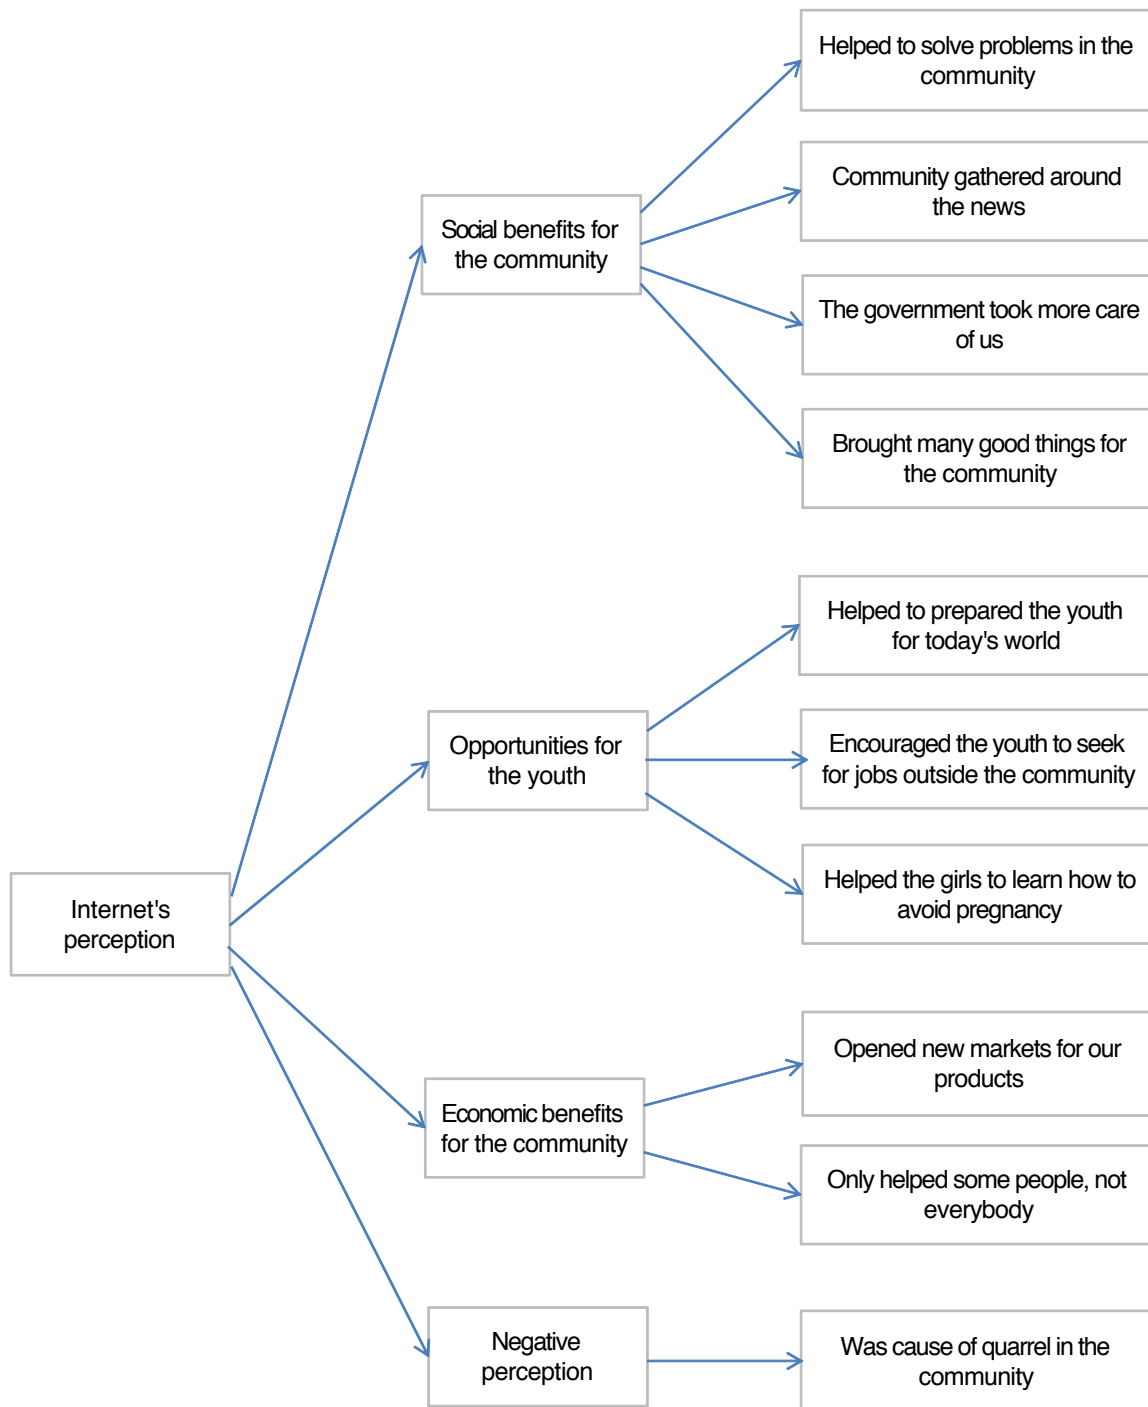 Helped to solve problems in the
community
Community gathered around
the news
Social benefits for
the community
The government took more care
of us
Brought many good things for
the community
Helped to prepared the youth
for today's world
Opportunities for
the youth
Encouraged the youth to seek
for jobs outside the community
Helped the girls to learn how to
avoid pregnancy
Internet's
perception
Opened new markets for our
products
Economic benefits
for the community
Only helped some people, not
everybody
Negative
perception
Was cause of quarrel in the
community